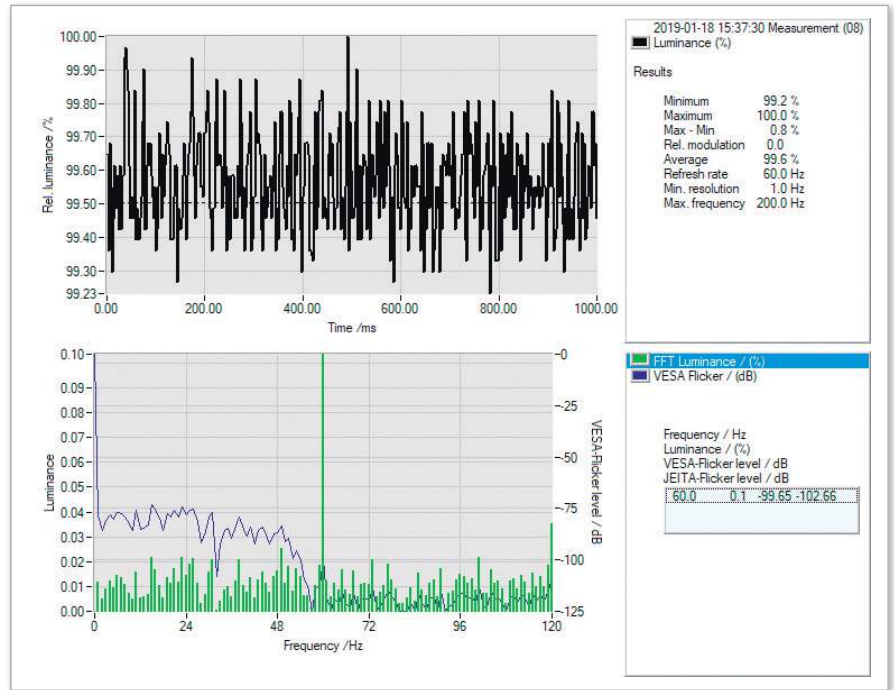 100.00
99.90
99.80
99.70
99.60
99.50
99.40
99.30
99.23
Rel. luminance /%
0.00 200.00 400.00 600.00 800.00 1000.00
Time /ms
2019-01-18 15:37:30 Measurement (08)
Luminance (%)
Results
Minimum 99.2 %
Maximum 100.0 %
Max - Min 0.8 %
Rel. modulation 0.0
Average 99.6 %
Refresh rate 60.0 Hz
Min. resolution 1.0 Hz
Max. frequency 200.0 Hz
0.10
0.09
0.08
0.07
0.06
0.05
0.04
0.03
0.02
0.01
0.00
Luminance
-0
-25
-50
-75
-100
-125
VESA-Flicker level / dB
0 24 48 72 96 120
Frequency /Hz
FFT Luminance / (%)
VESA Flicker / (dB)
Frequency / Hz
Luminance / (%)
VESA-Flicker level / dB
JEITA-Flicker level / dB
60.0 0.1 -99.65 -102.66